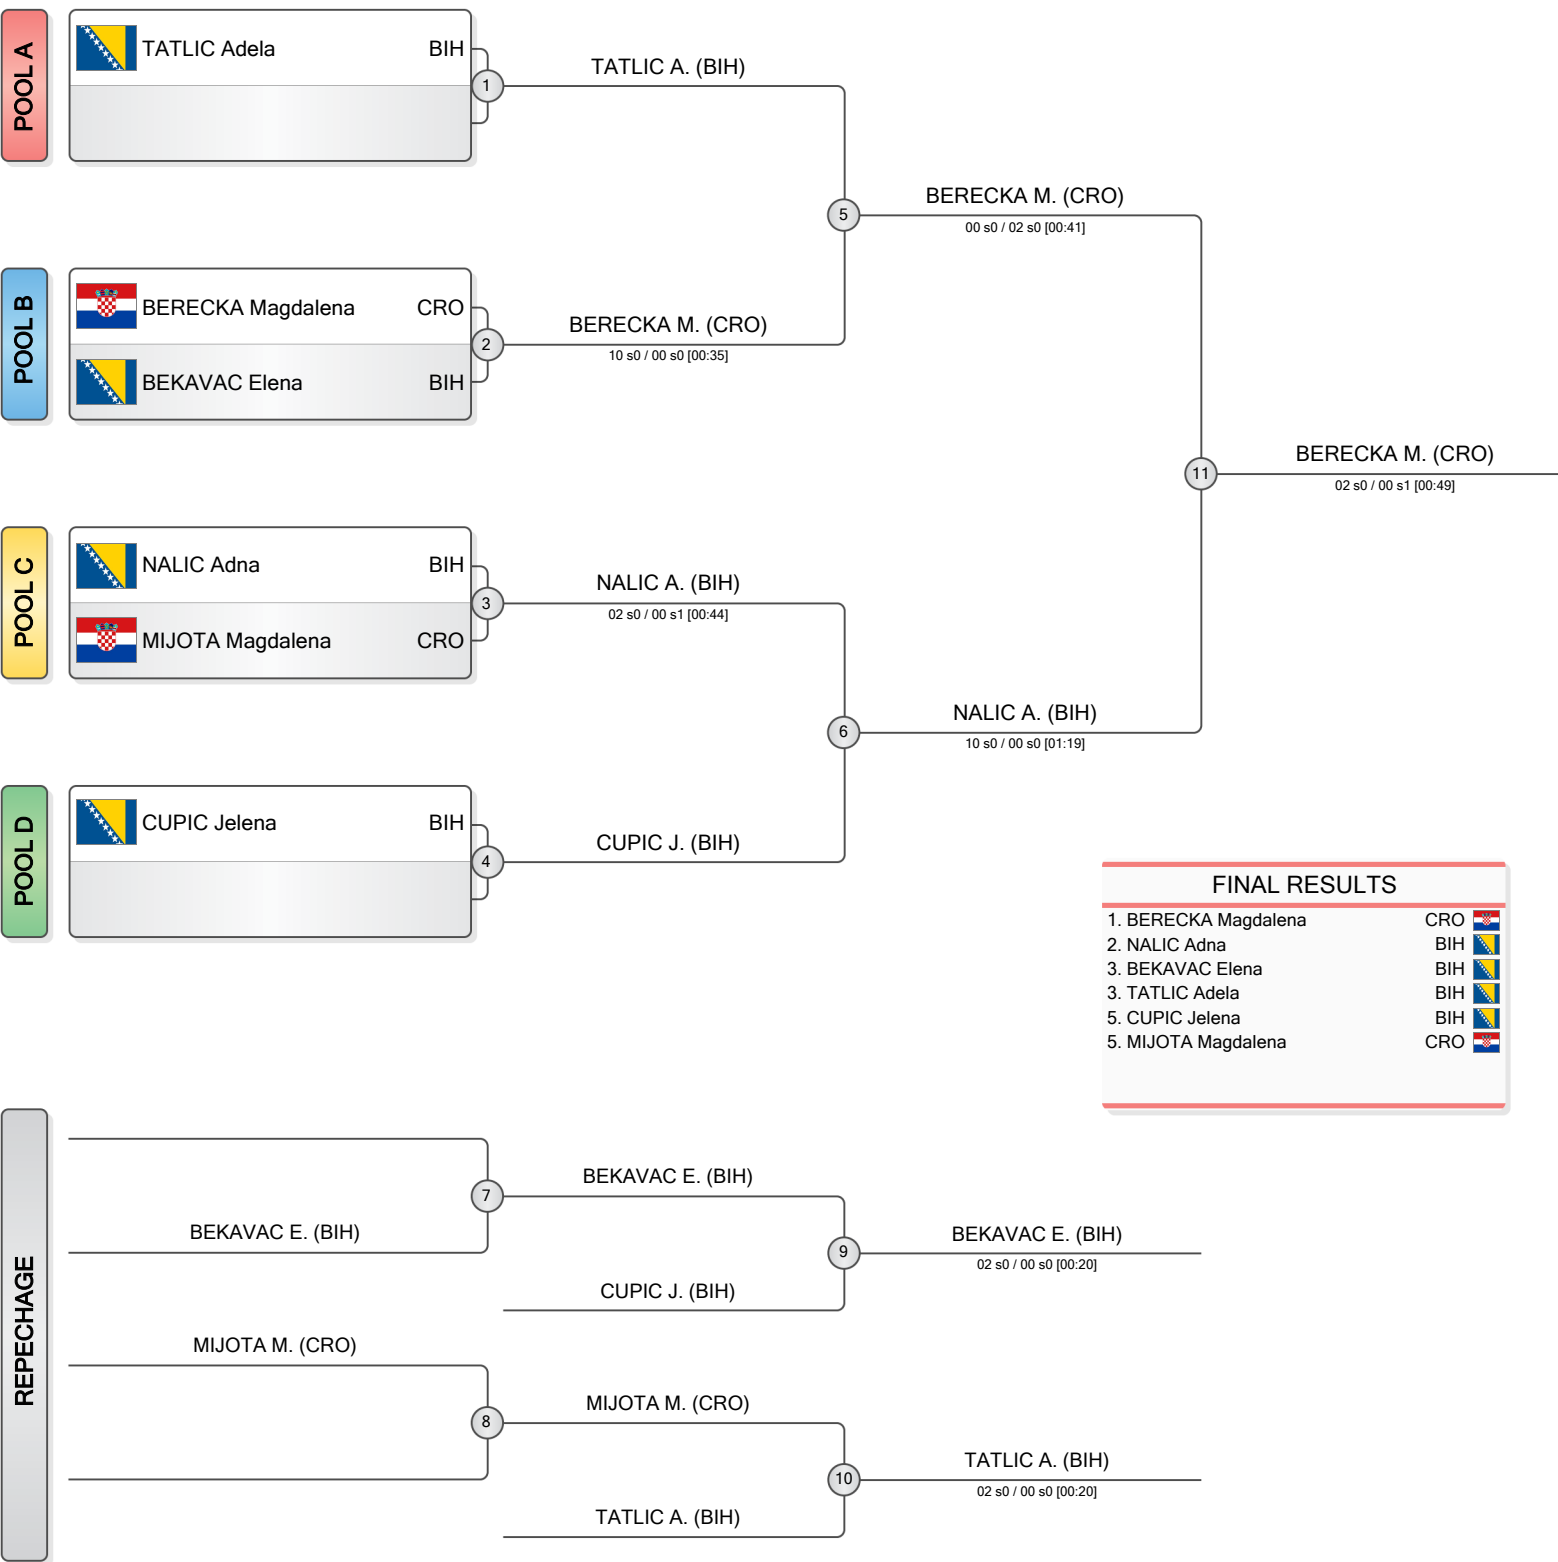 POOL A
TATLIC Adela BIH
1
TATLIC A. (BIH)
5
BERECKA M. (CRO)
00 s0 / 02 s0 [00:41]
POOL B
BERECKA Magdalena CRO
BEKAVAC Elena BIH
2
BERECKA M. (CRO)
10 s0 / 00 s0 [00:35]
11
BERECKA M. (CRO)
02 s0 / 00 s1 [00:49]
POOL C
NALIC Adna BIH
MIJOTA Magdalena CRO
3
NALIC A. (BIH)
02 s0 / 00 s1 [00:44]
6
NALIC A. (BIH)
10 s0 / 00 s0 [01:19]
POOL D
CUPIC Jelena BIH
4
CUPIC J. (BIH)
FINAL RESULTS
1. BERECKA Magdalena CRO
2. NALIC Adna BIH
3. BEKAVAC Elena BIH
3. TATLIC Adela BIH
5. CUPIC Jelena BIH
5. MIJOTA Magdalena CRO
REPECHAGE
BEKAVAC E. (BIH)
7
BEKAVAC E. (BIH)
CUPIC J. (BIH)
9
BEKAVAC E. (BIH)
02 s0 / 00 s0 [00:20]
MIJOTA M. (CRO)
8
MIJOTA M. (CRO)
TATLIC A. (BIH)
10
TATLIC A. (BIH)
02 s0 / 00 s0 [00:20]